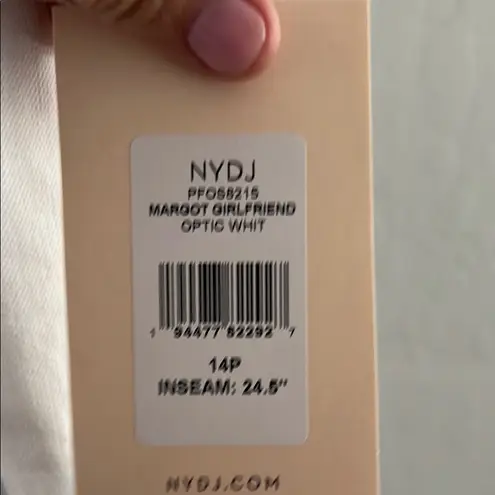 NYDJ
PFOS8215
MARGOT GIRLFRIEND
OPTIC WHIT
1 94477 82292 7
14P
INSEAM: 24.5"
NYDJ.COM